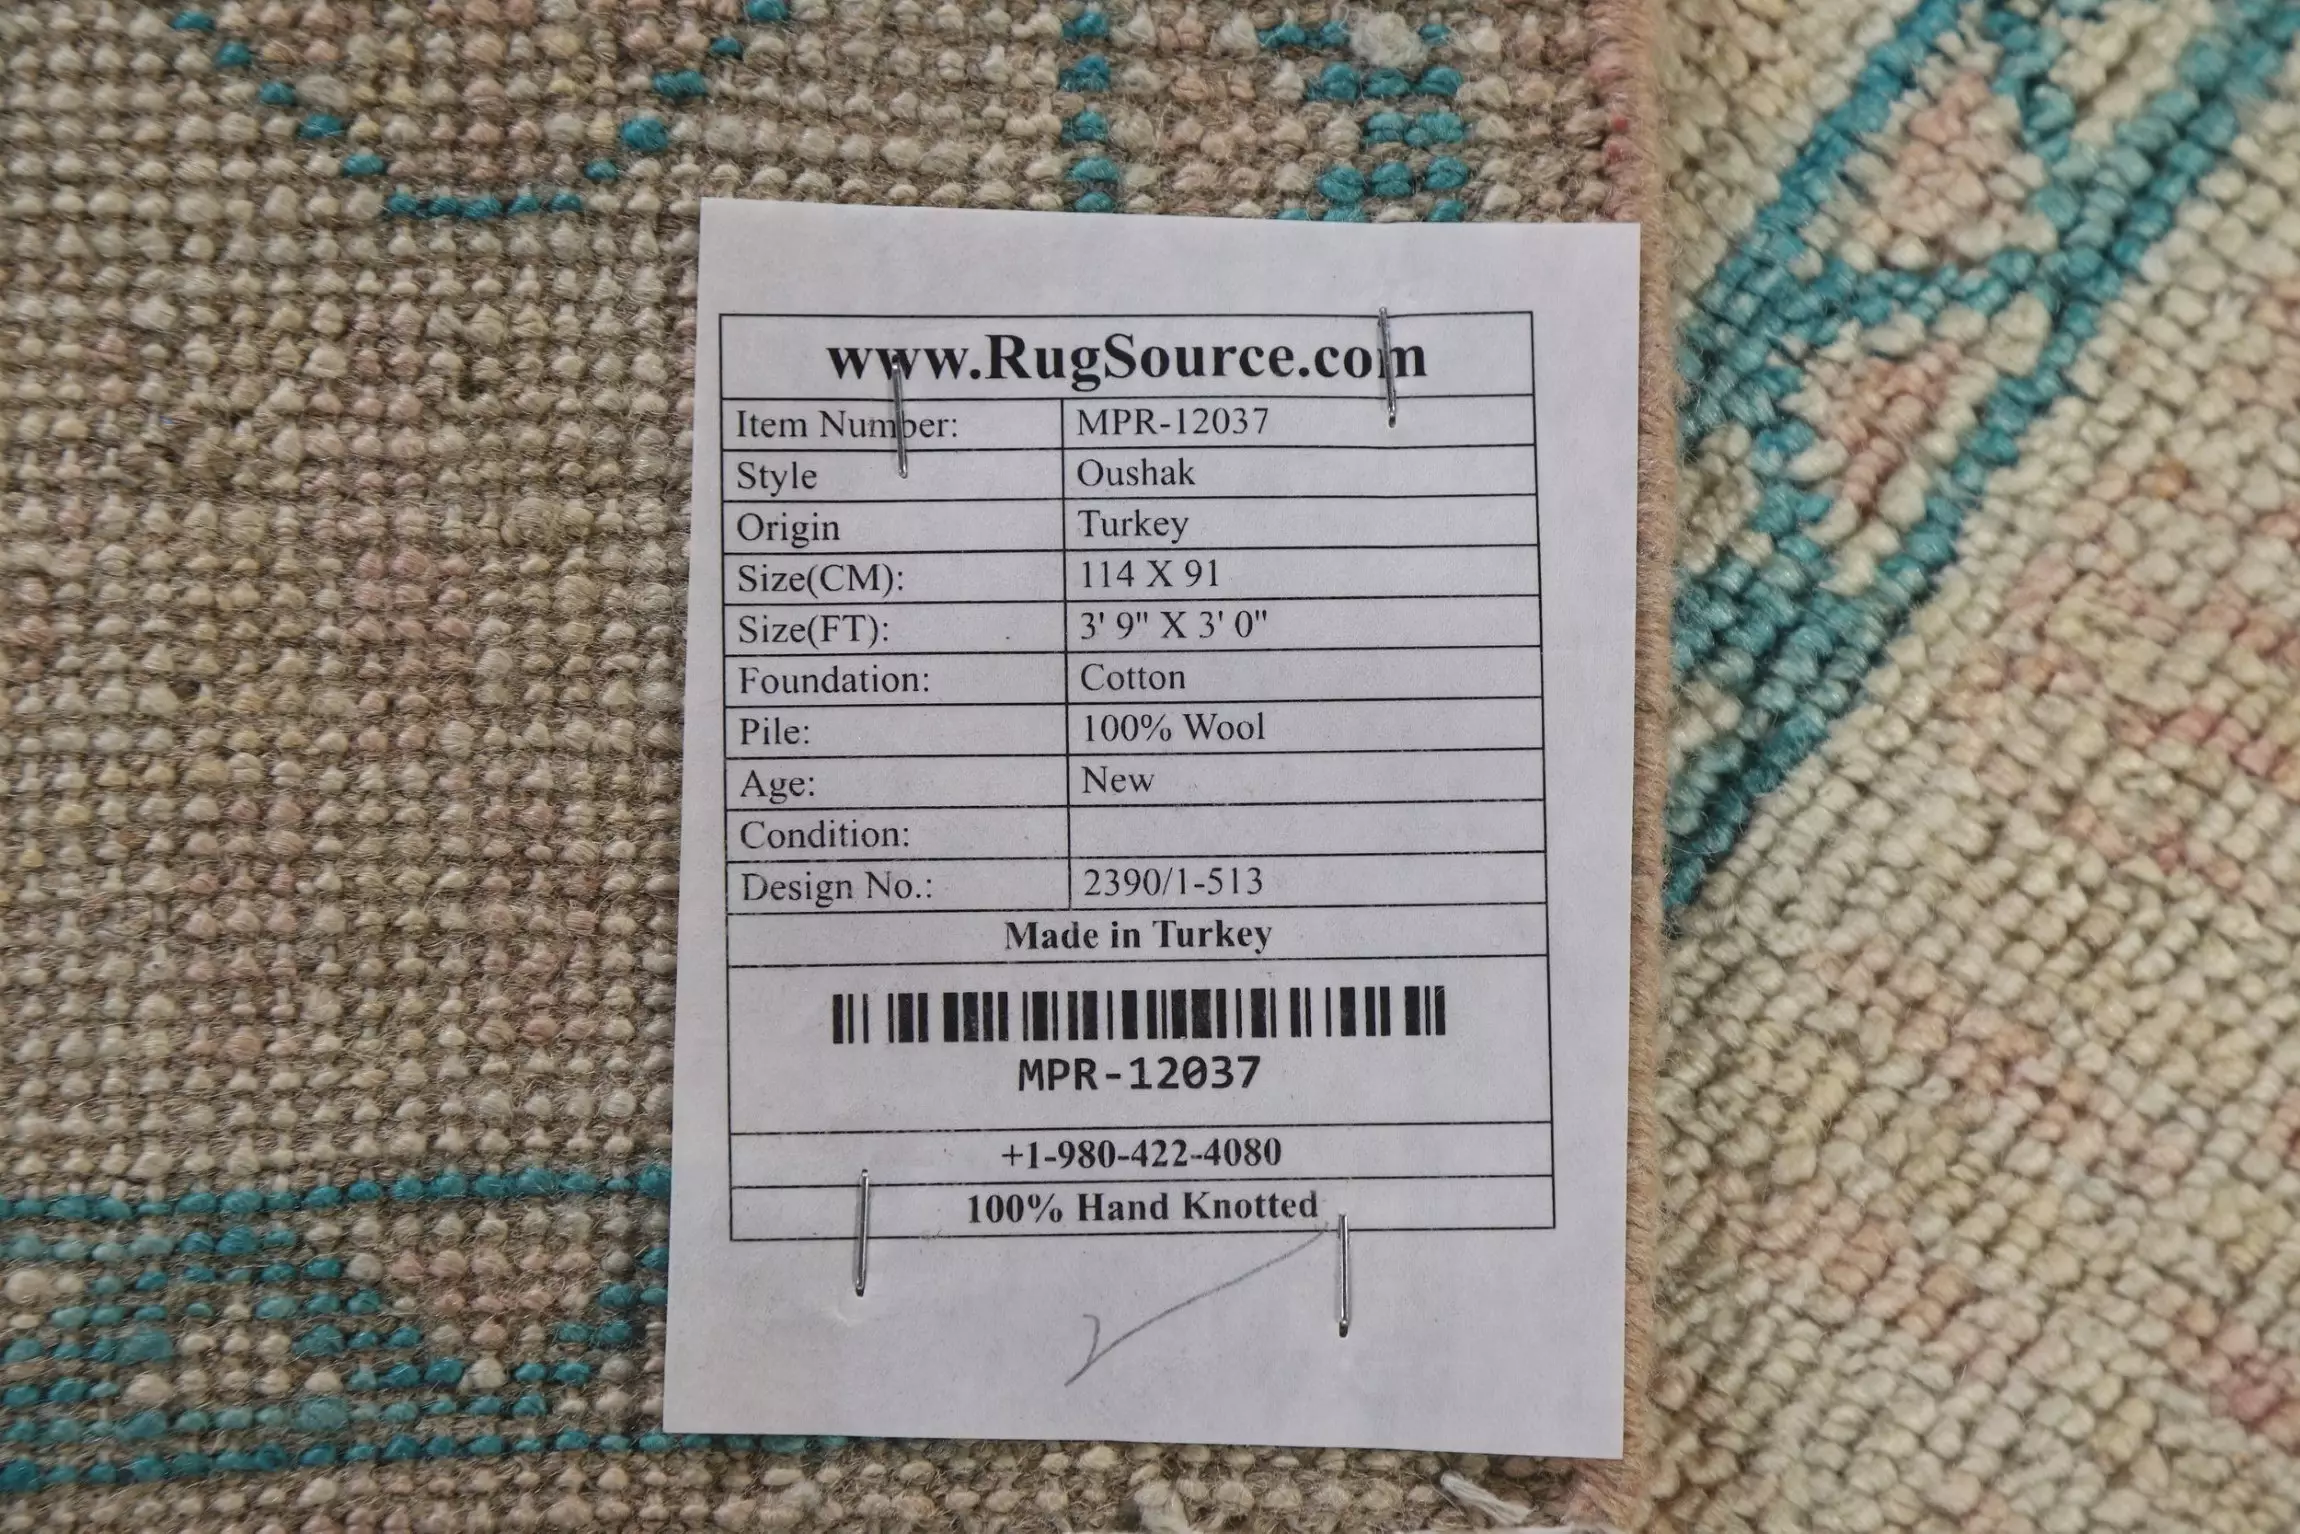 www.RugSource.com
Item Number: MPR-12037
Style Oushak
Origin Turkey
Size(CM): 114 X 91
Size(FT): 3' 9" X 3' 0"
Foundation: Cotton
Pile: 100% Wool
Age: New
Condition:
Design No.: 2390/1-513
Made in Turkey
MPR-12037
+1-980-422-4080
100% Hand Knotted